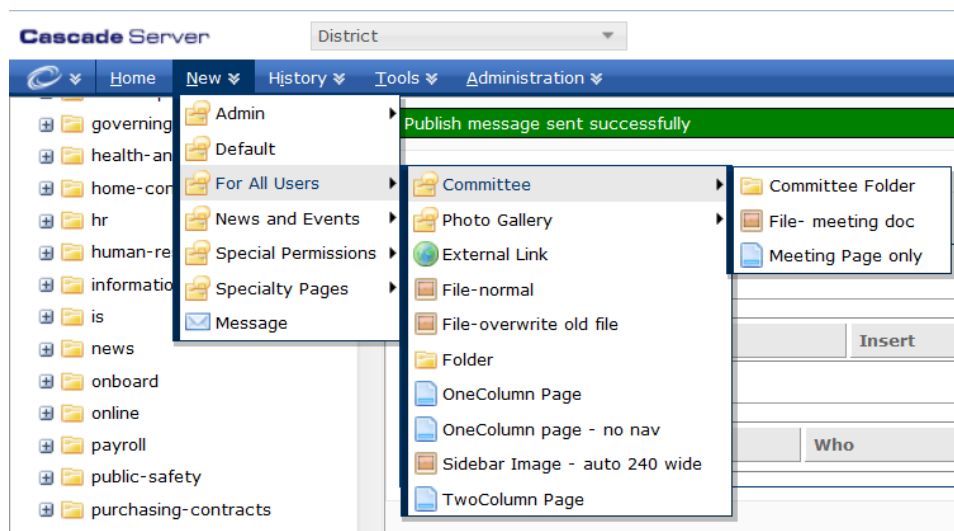 Cascade Server
District
Home New History Tools Administration
governing
health-an
home-con
hr
human-re
informatio
is
news
onboard
online
payroll
public-safety
purchasing-contracts
Admin
Default
For All Users
News and Events
Special Permissions
Specialty Pages
Message
Publish message sent successfully
Committee
Photo Gallery
External Link
File-normal
File-overwrite old file
Folder
OneColumn Page
OneColumn page - no nav
Sidebar Image - auto 240 wide
TwoColumn Page
Committee Folder
File- meeting doc
Meeting Page only
Insert
Who